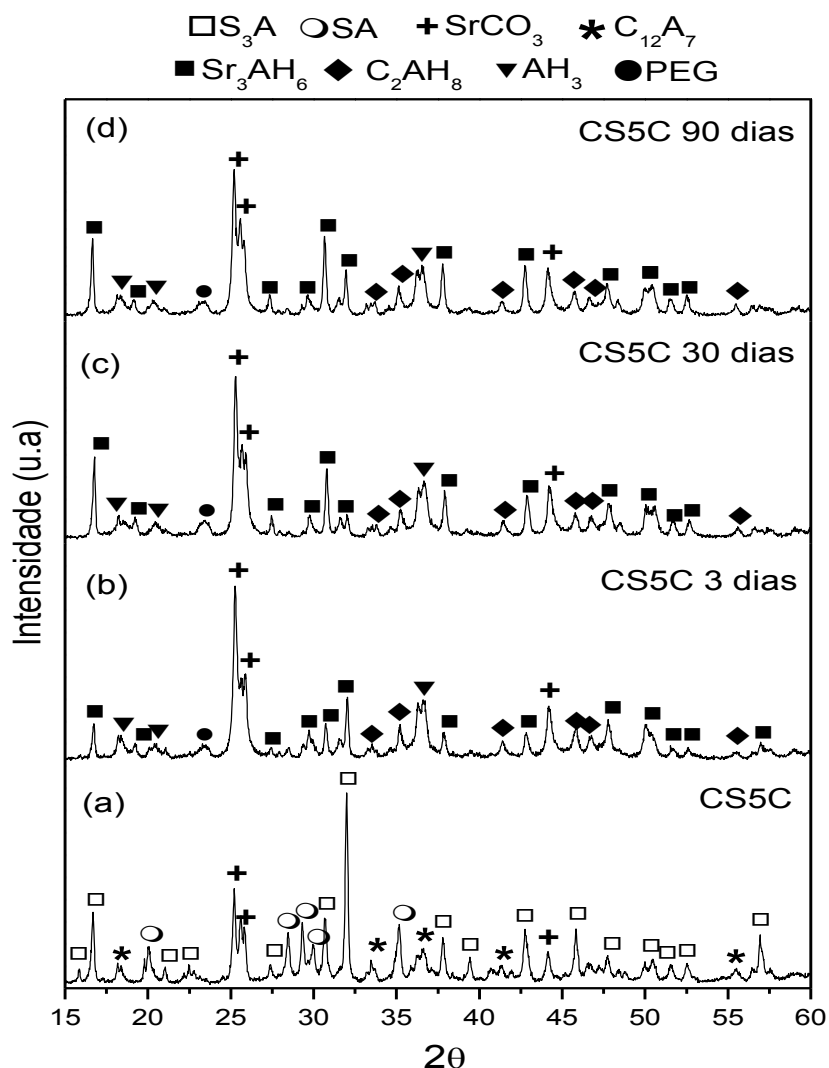 □ S₃A ○ SA + SrCO₃ * C₁₂A₇
■ Sr₃AH₆ ◆ C₂AH₈ ▼ AH₃ ● PEG
(d) CS5C 90 dias
(c) CS5C 30 dias
(b) CS5C 3 dias
(a) CS5C
Intensidade (u.a)
15 20 25 30 35 40 45 50 55 60
2θ